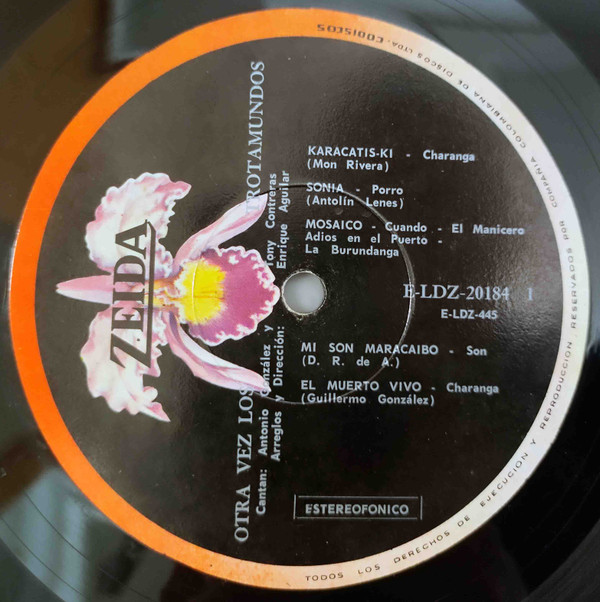 ZEIDA
OTRA VEZ LOS TROTAMUNDOS
Cantan: Antonio González y Tony Contreras
Arreglos y Dirección: Enrique Aguilar
KARACATIS-KI - Charanga
(Mon Rivera)
SONIA - Porro
(Antolín Lenes)
MOSAICO - Cuando - El Manicero
Adios en el Puerto -
La Burundanga
E-LDZ-20184 1
E-LDZ-445
MI SON MARACAIBO - Son
(D. R. de A.)
EL MUERTO VIVO - Charanga
(Guillermo González)
ESTEREOFONICO
TODOS LOS DERECHOS DE EJECUCION Y REPRODUCCION RESERVADOS POR COMPAÑIA COLOMBIANA DE DISCOS LTDA. CODISCOS